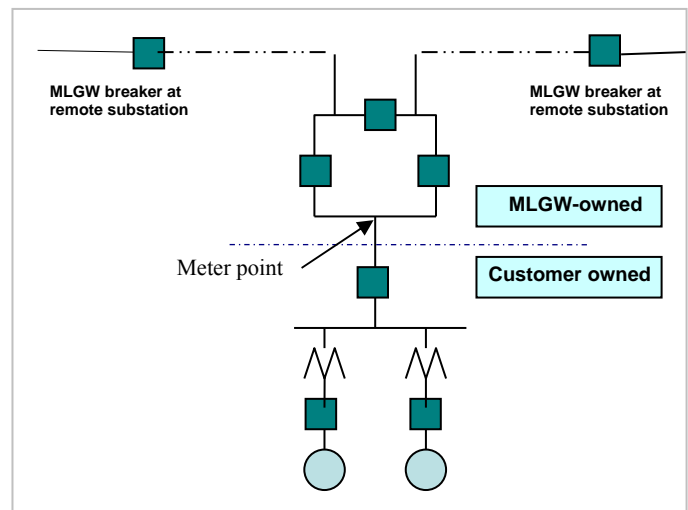 MLGW breaker at
remote substation
MLGW breaker at
remote substation
MLGW-owned
Meter point
Customer owned